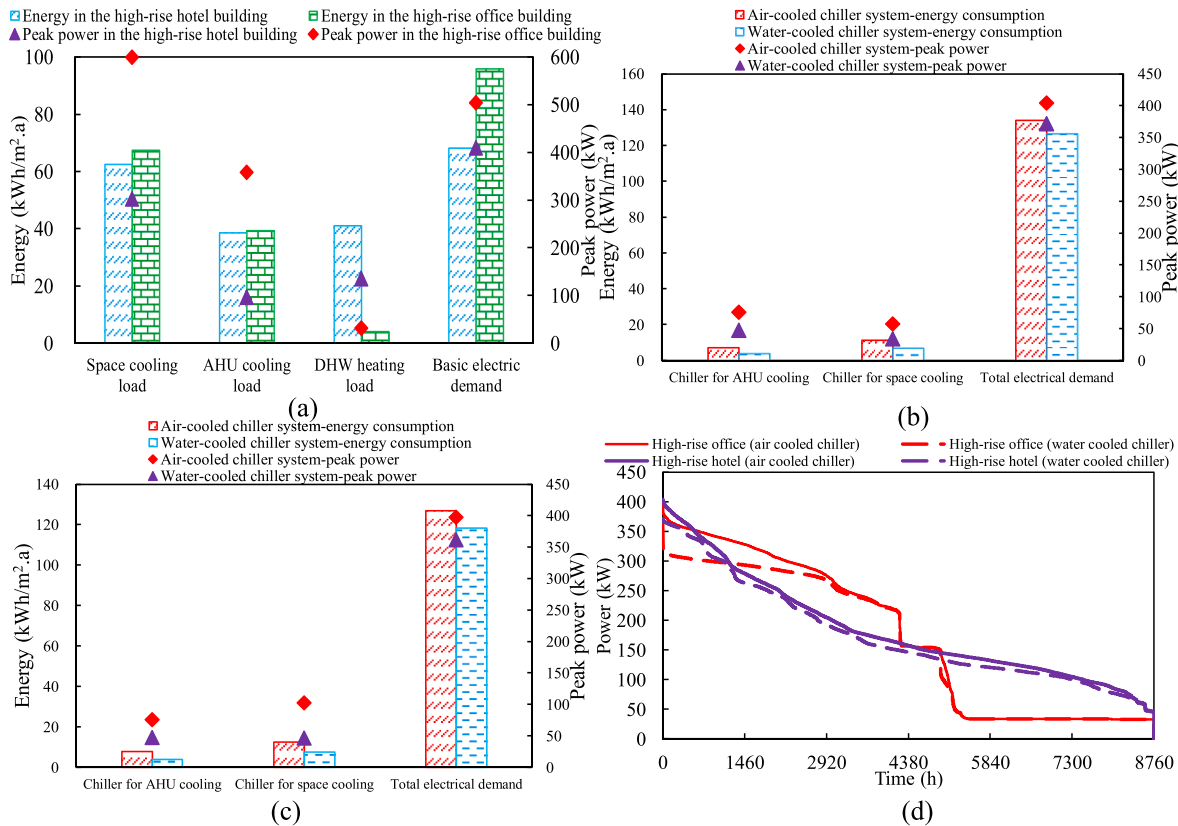 Energy in the high-rise hotel building
Energy in the high-rise office building
Peak power in the high-rise hotel building
Peak power in the high-rise office building
Energy (kWh/m².a)
100
80
60
40
20
0
Peak power (kW)
600
500
400
300
200
100
0
Space cooling load
AHU cooling load
DHW heating load
Basic electric demand
(a)
Air-cooled chiller system-energy consumption
Water-cooled chiller system-energy consumption
Air-cooled chiller system-peak power
Water-cooled chiller system-peak power
Energy (kWh/m².a)
160
140
120
100
80
60
40
20
0
Peak power (kW)
450
400
350
300
250
200
150
100
50
0
Chiller for AHU cooling
Chiller for space cooling
Total electrical demand
(b)
Air-cooled chiller system-energy consumption
Water-cooled chiller system-energy consumption
Air-cooled chiller system-peak power
Water-cooled chiller system-peak power
Energy (kWh/m².a)
140
120
100
80
60
40
20
0
Peak power (kW)
450
400
350
300
250
200
150
100
50
0
Chiller for AHU cooling
Chiller for space cooling
Total electrical demand
(c)
High-rise office (air cooled chiller)
High-rise office (water cooled chiller)
High-rise hotel (air cooled chiller)
High-rise hotel (water cooled chiller)
Power (kW)
450
400
350
300
250
200
150
100
50
0
0
1460
2920
4380
5840
7300
8760
Time (h)
(d)